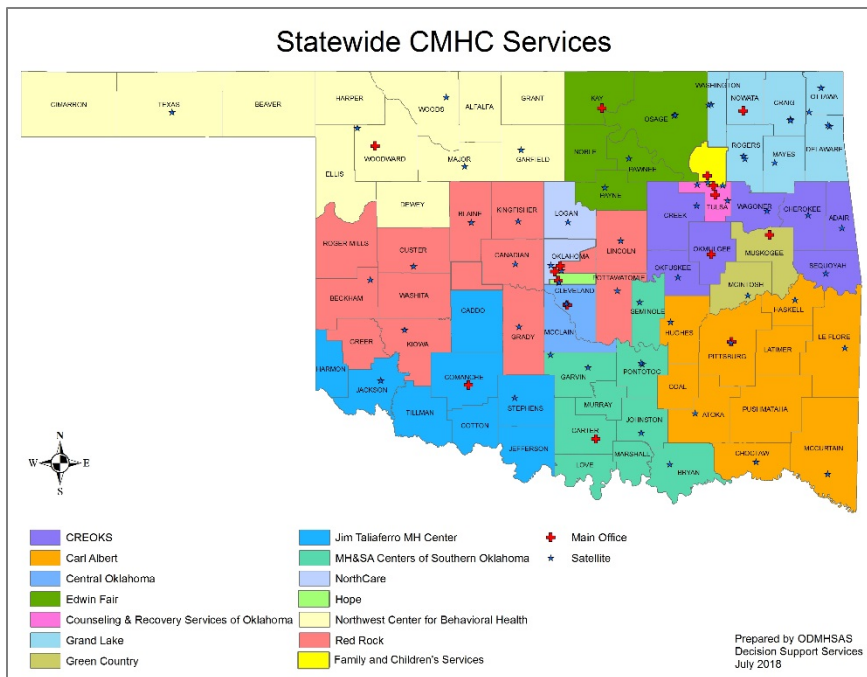 Statewide CMHC Services
CIMARRON
TEXAS
BEAVER
HARPER
WOODS
ALFALFA
GRANT
KAY
OSAGE
WASHINGTON
NOWATA
CRAIG
OTTAWA
WOODWARD
ELLIS
MAJOR
GARFIELD
NOBLE
PAWNEE
ROGERS
MAYES
DELAWARE
DEWEY
BLAINE
KINGFISHER
LOGAN
PAYNE
CREEK
TULSA
WAGONER
CHEROKEE
ADAIR
ROGER MILLS
CUSTER
CANADIAN
OKLAHOMA
LINCOLN
OKMULGEE
MUSKOGEE
SEQUOYAH
BECKHAM
WASHITA
CADDO
GRADY
CLEVELAND
POTTAWATOMIE
SEMINOLE
OKFUSKEE
MCINTOSH
HASKELL
GREER
KIOWA
MCCLAIN
HUGHES
PITTSBURG
LATIMER
LE FLORE
HARMON
JACKSON
COMANCHE
STEPHENS
GARVIN
PONTOTOC
COAL
TILLMAN
COTTON
JEFFERSON
MURRAY
CARTER
JOHNSTON
ATOKA
PUSHMATAHA
MCCURTAIN
LOVE
MARSHALL
BRYAN
CHOCTAW
N
W E
S
CREOKS
Carl Albert
Central Oklahoma
Edwin Fair
Counseling & Recovery Services of Oklahoma
Grand Lake
Green Country
Jim Taliaferro MH Center
MH&SA Centers of Southern Oklahoma
NorthCare
Hope
Northwest Center for Behavioral Health
Red Rock
Family and Children's Services
Main Office
Satellite
Prepared by ODMHSAS
Decision Support Services
July 2018